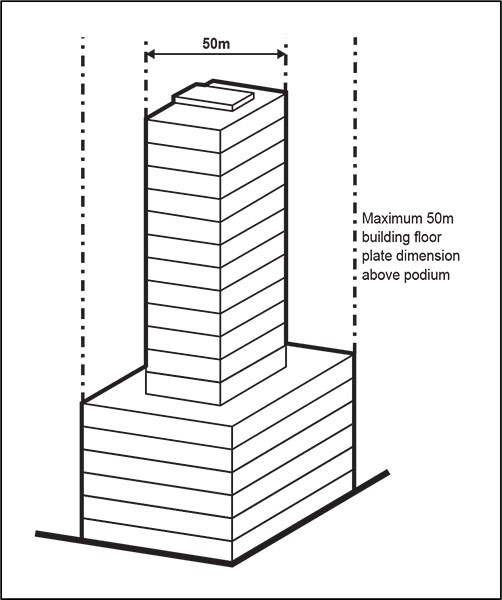 50m
Maximum 50m
building floor
plate dimension
above podium